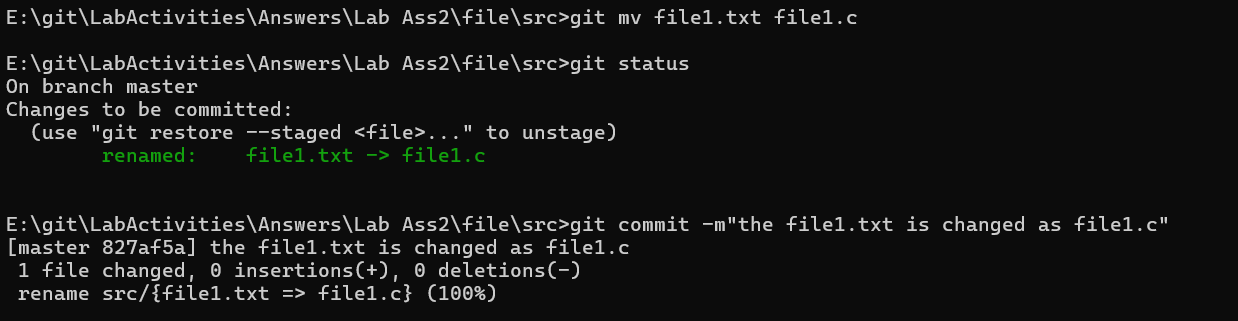 E:\git\LabActivities\Answers\Lab Ass2\file\src>git mv file1.txt file1.c
E:\git\LabActivities\Answers\Lab Ass2\file\src>git status
On branch master
Changes to be committed:
  (use "git restore --staged <file>..." to unstage)
        renamed:    file1.txt -> file1.c
E:\git\LabActivities\Answers\Lab Ass2\file\src>git commit -m"the file1.txt is changed as file1.c"
[master 827af5a] the file1.txt is changed as file1.c
 1 file changed, 0 insertions(+), 0 deletions(-)
 rename src/{file1.txt => file1.c} (100%)